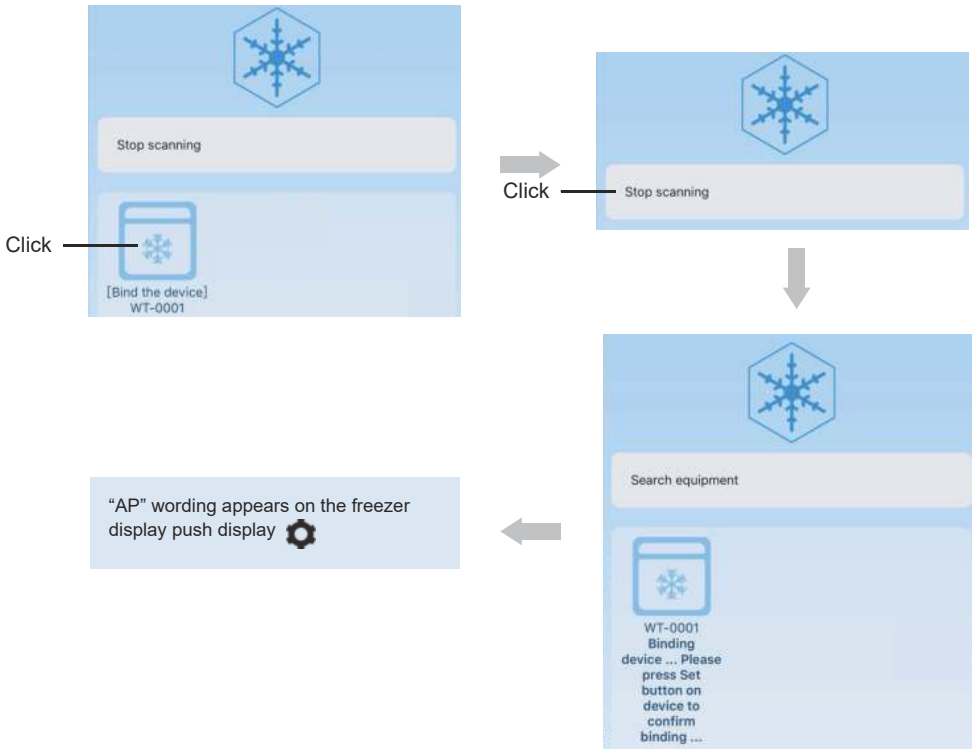 Stop scanning
Click
[Bind the device]
WT-0001
Click
Stop scanning
Search equipment
WT-0001
Binding
device ... Please
press Set
button on
device to
confirm
binding ...
“AP” wording appears on the freezer
display push display